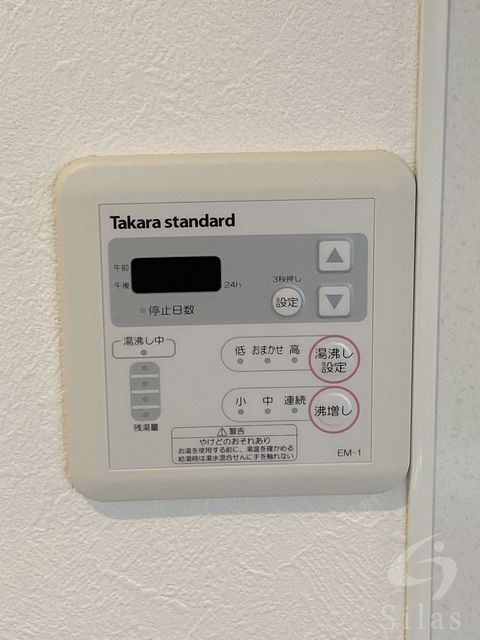 Takara standard
午前
午後
24h
3秒押し
設定
停止日数
湯沸し中
低 おまかせ 高
湯沸し
設定
小 中 連続
沸増し
残湯量
警告
やけどのおそれあり
お湯を使用する前に、湯温を確かめる
給湯時は湯水混合せんに手を触れない
EM-1
Silas